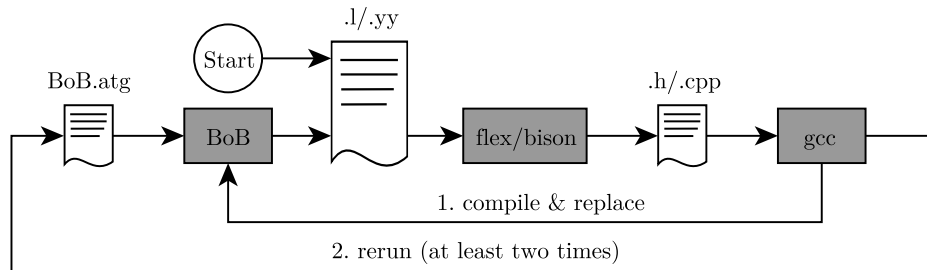 .l/.yy
Start
BoB.atg
.h/.cpp
BoB
flex/bison
gcc
1. compile & replace
2. rerun (at least two times)